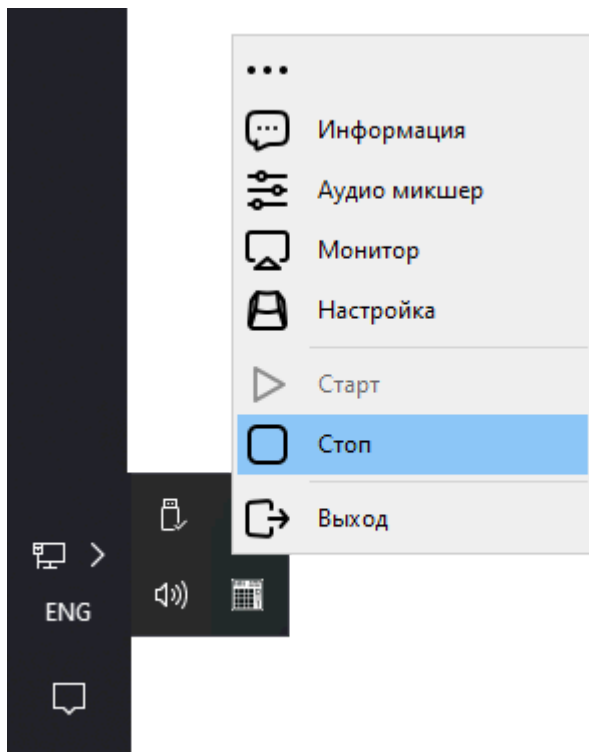 Информация
Аудио микшер
Монитор
Настройка
Старт
Стоп
Выход
ENG